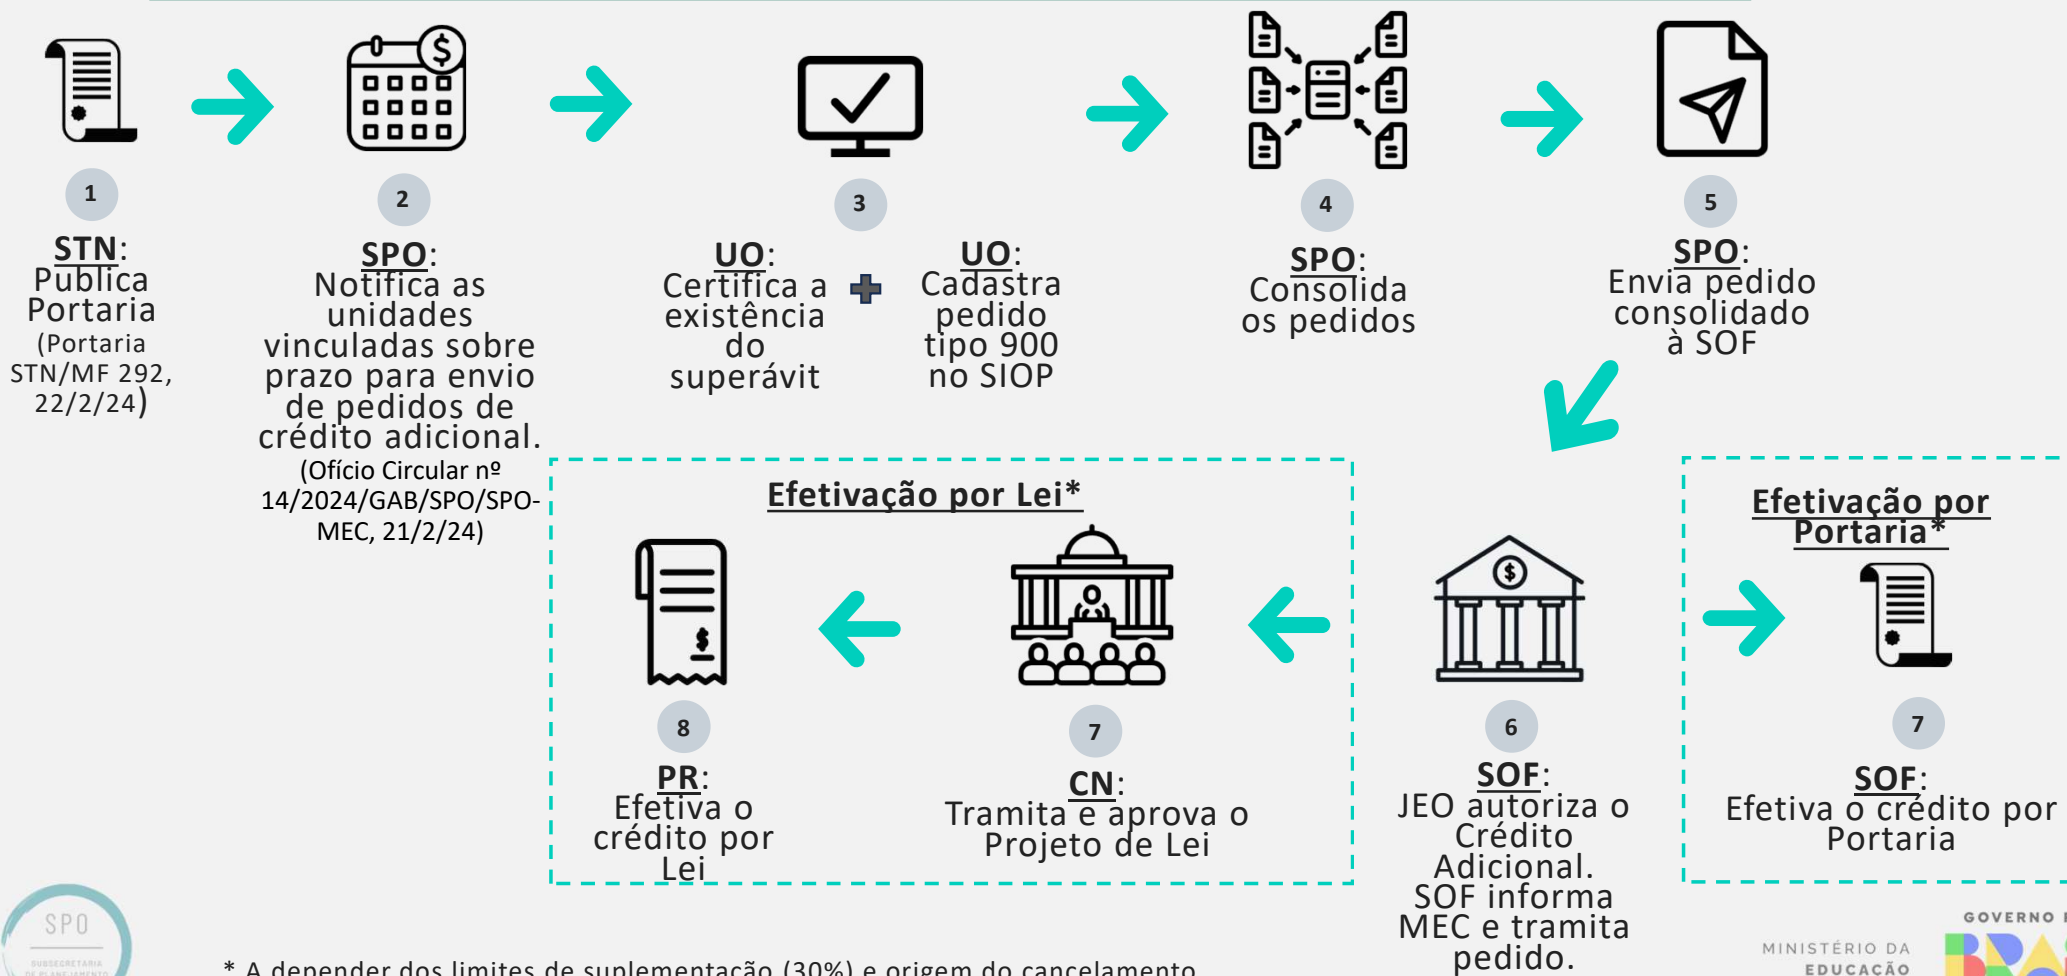 1
STN:
Publica
Portaria
(Portaria
STN/MF 292,
22/2/24)
2
SPO:
Notifica as
unidades
vinculadas sobre
prazo para envio
de pedidos de
crédito adicional.
(Ofício Circular nº
14/2024/GAB/SPO/SPO-
MEC, 21/2/24)
3
UO:
Certifica a
existência
do
superávit
UO:
Cadastra
pedido
tipo 900
no SIOP
4
SPO:
Consolida
os pedidos
5
SPO:
Envia pedido
consolidado
à SOF
Efetivação por Lei*
8
PR:
Efetiva o
crédito por
Lei
7
CN:
Tramita e aprova o
Projeto de Lei
6
SOF:
JEO autoriza o
Crédito
Adicional.
SOF informa
MEC e tramita
pedido.
Efetivação por
Portaria*
7
SOF:
Efetiva o crédito por
Portaria
SPO
SUBSECRETARIA
DE PLANEJAMENTO
* A depender dos limites de suplementação (30%) e origem do cancelamento
MINISTÉRIO DA
EDUCAÇÃO
GOVERNO